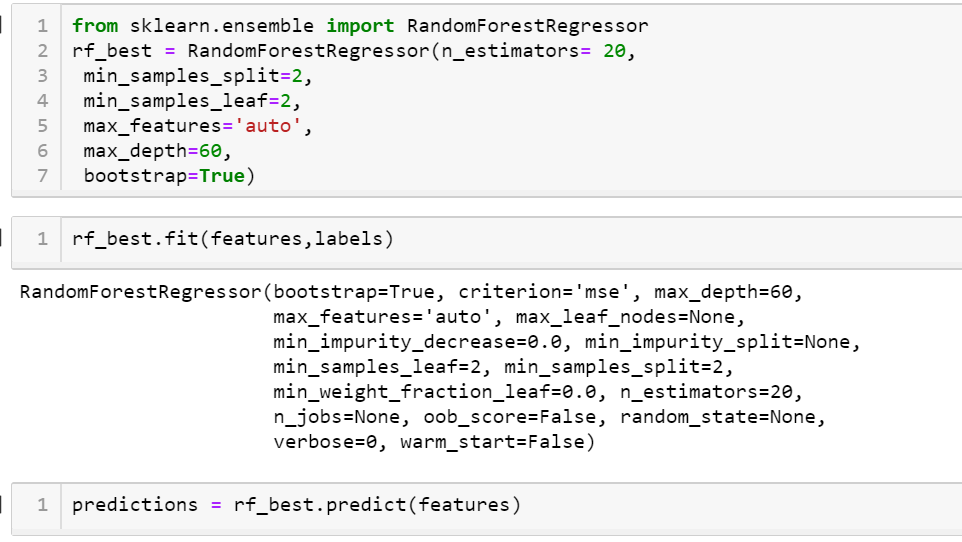 1 from sklearn.ensemble import RandomForestRegressor
2 rf_best = RandomForestRegressor(n_estimators= 20,
3 min_samples_split=2,
4 min_samples_leaf=2,
5 max_features='auto',
6 max_depth=60,
7 bootstrap=True)
1 rf_best.fit(features,labels)
RandomForestRegressor(bootstrap=True, criterion='mse', max_depth=60,
max_features='auto', max_leaf_nodes=None,
min_impurity_decrease=0.0, min_impurity_split=None,
min_samples_leaf=2, min_samples_split=2,
min_weight_fraction_leaf=0.0, n_estimators=20,
n_jobs=None, oob_score=False, random_state=None,
verbose=0, warm_start=False)
1 predictions = rf_best.predict(features)